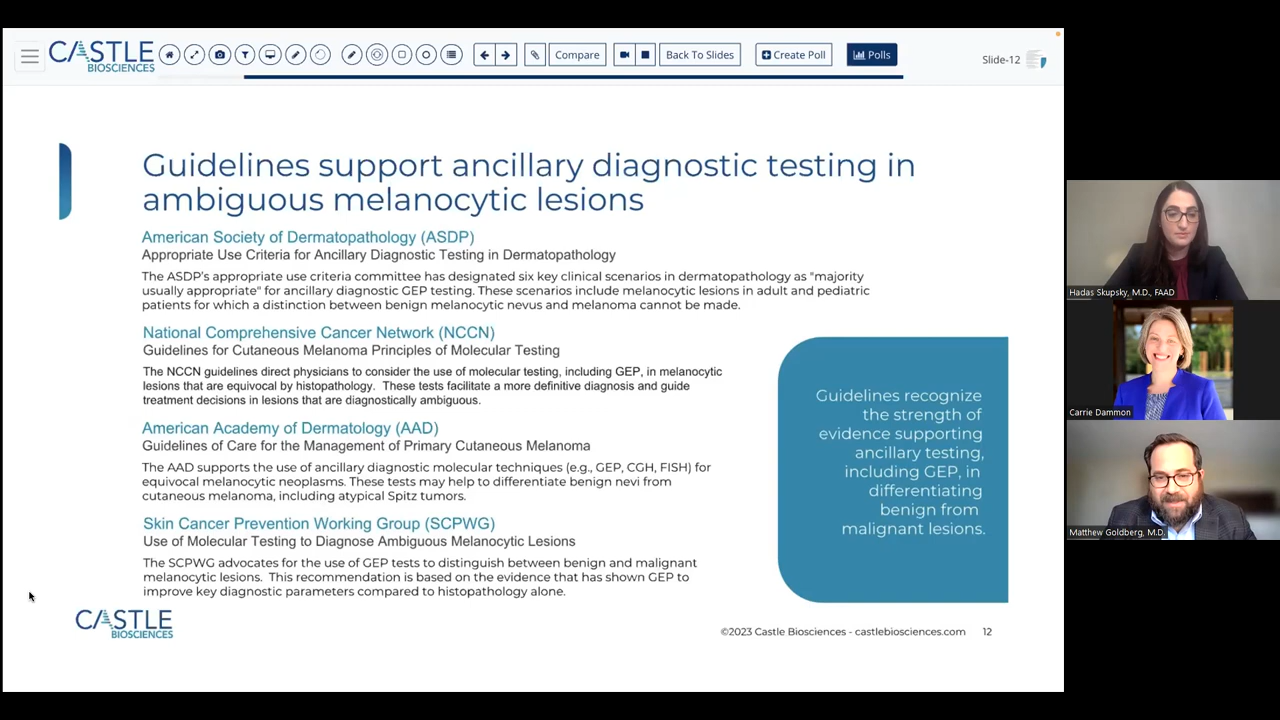 CASTLE
BIOSCIENCES
Compare
Back To Slides
Create Poll
Polls
Slide-12
Guidelines support ancillary diagnostic testing in
ambiguous melanocytic lesions
American Society of Dermatopathology (ASDP)
Appropriate Use Criteria for Ancillary Diagnostic Testing in Dermatopathology
The ASDP's appropriate use criteria committee has designated six key clinical scenarios in dermatopathology as "majority
usually appropriate" for ancillary diagnostic GEP testing. These scenarios include melanocytic lesions in adult and pediatric
patients for which a distinction between benign melanocytic nevus and melanoma cannot be made.
National Comprehensive Cancer Network (NCCN)
Guidelines for Cutaneous Melanoma Principles of Molecular Testing
The NCCN guidelines direct physicians to consider the use of molecular testing, including GEP, in melanocytic
lesions that are equivocal by histopathology. These tests facilitate a more definitive diagnosis and guide
treatment decisions in lesions that are diagnostically ambiguous.
American Academy of Dermatology (AAD)
Guidelines of Care for the Management of Primary Cutaneous Melanoma
The AAD supports the use of ancillary diagnostic molecular techniques (e.g., GEP, CGH, FISH) for
equivocal melanocytic neoplasms. These tests may help to differentiate benign nevi from
cutaneous melanoma, including atypical Spitz tumors.
Skin Cancer Prevention Working Group (SCPWG)
Use of Molecular Testing to Diagnose Ambiguous Melanocytic Lesions
The SCPWG advocates for the use of GEP tests to distinguish between benign and malignant
melanocytic lesions. This recommendation is based on the evidence that has shown GEP to
improve key diagnostic parameters compared to histopathology alone.
Guidelines recognize
the strength of
evidence supporting
ancillary testing,
including GEP, in
differentiating
benign from
malignant lesions.
CASTLE
BIOSCIENCES
©2023 Castle Biosciences - castlebiosciences.com 12
Hadas Skupsky, M.D., FAAD
Carrie Dammon
Matthew Goldberg, M.D.